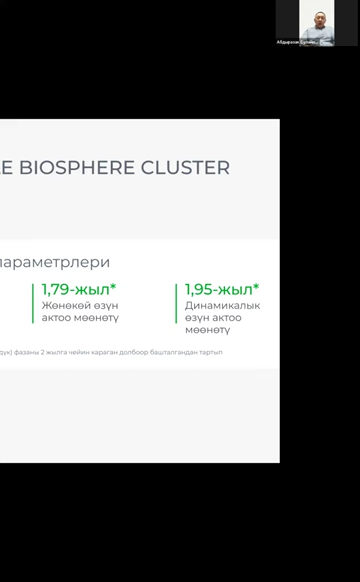 E BIOSPHERE CLUSTER
параметрлери
1,79-жыл*
Жөнөкөй өзүн
актоо мөөнөтү
1,95-жыл*
Динамикалык
өзүн актоо
мөөнөтү
дук) фазаны 2 жылга чейин караган долбоор башталгандан тартып